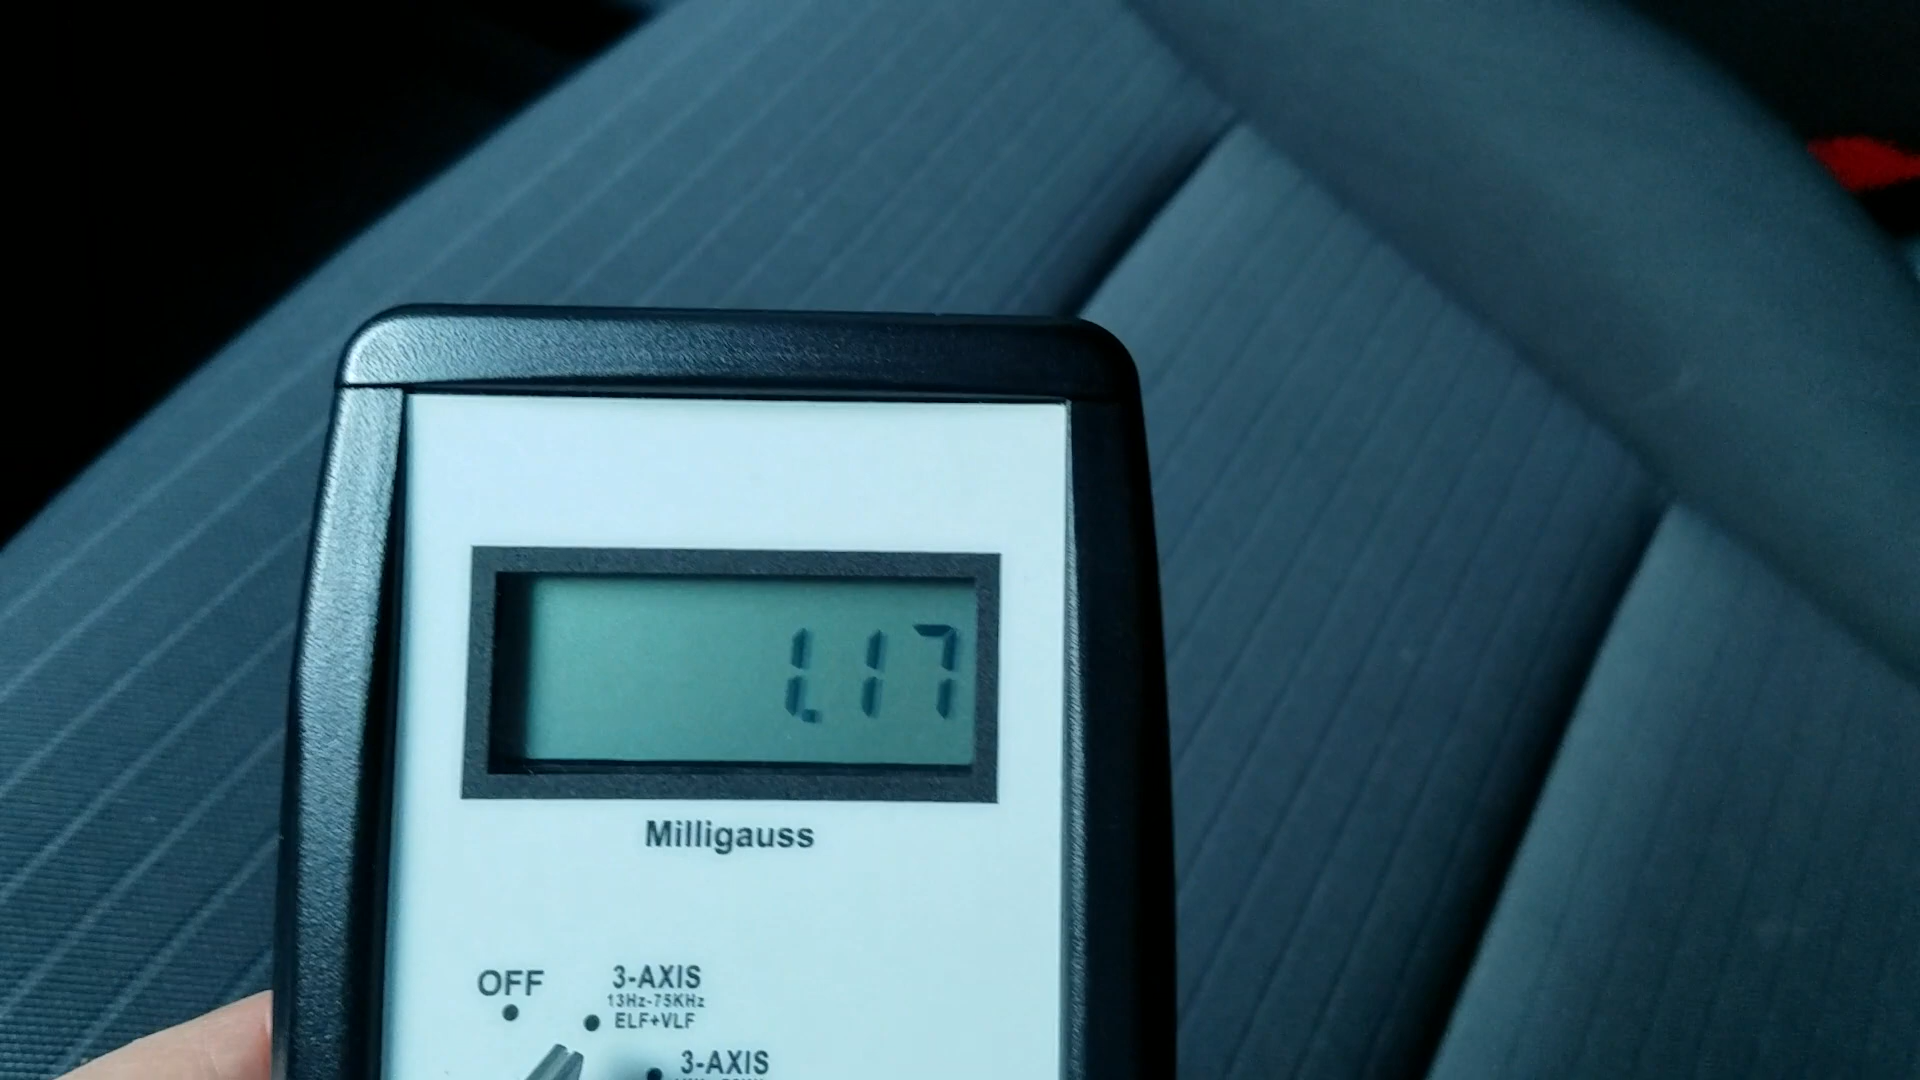 1.17
Milligauss
OFF
3-AXIS
13Hz-75KHz
ELF+VLF
3-AXIS